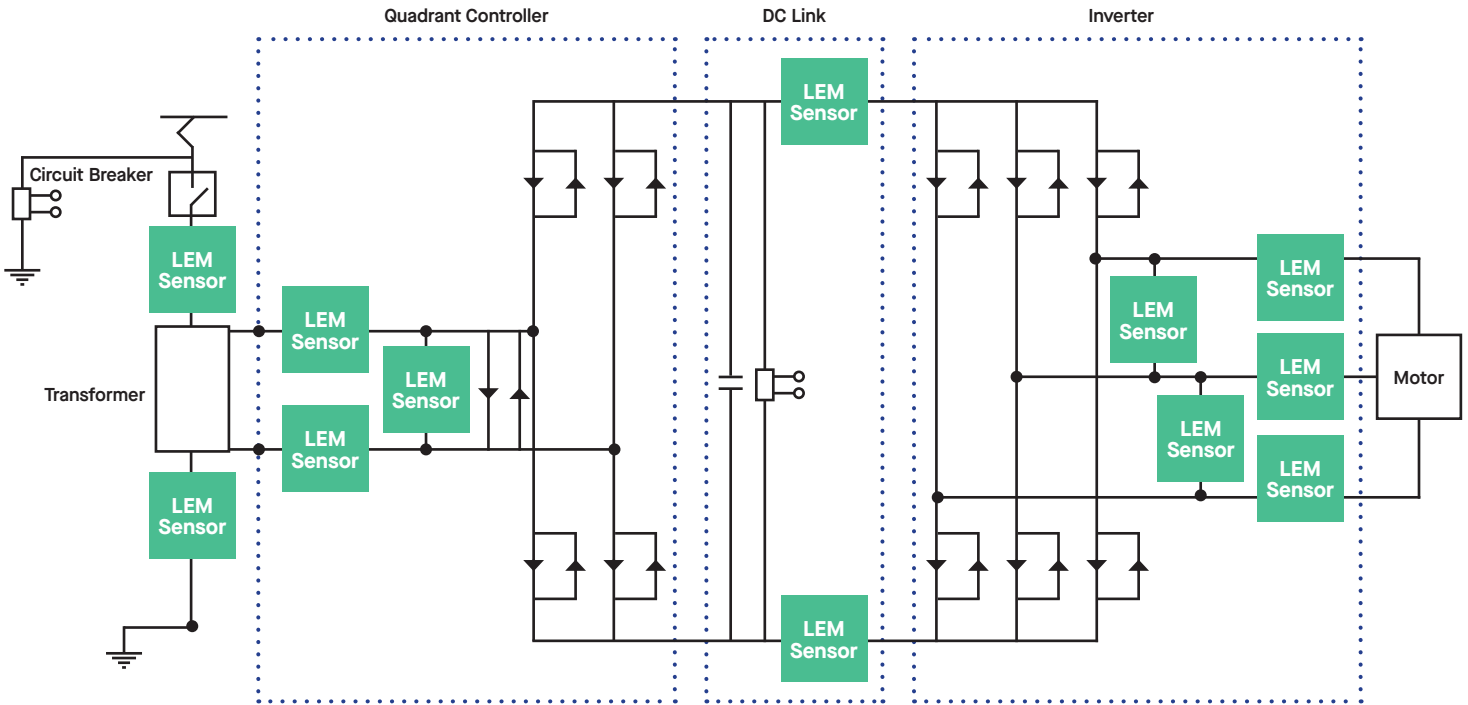 Quadrant Controller
DC Link
Inverter
LEM
Sensor
Circuit Breaker
LEM
Sensor
LEM
Sensor
LEM
Sensor
LEM
Sensor
LEM
Sensor
LEM
Sensor
Transformer
LEM
Sensor
Motor
LEM
Sensor
LEM
Sensor
LEM
Sensor
LEM
Sensor
LEM
Sensor